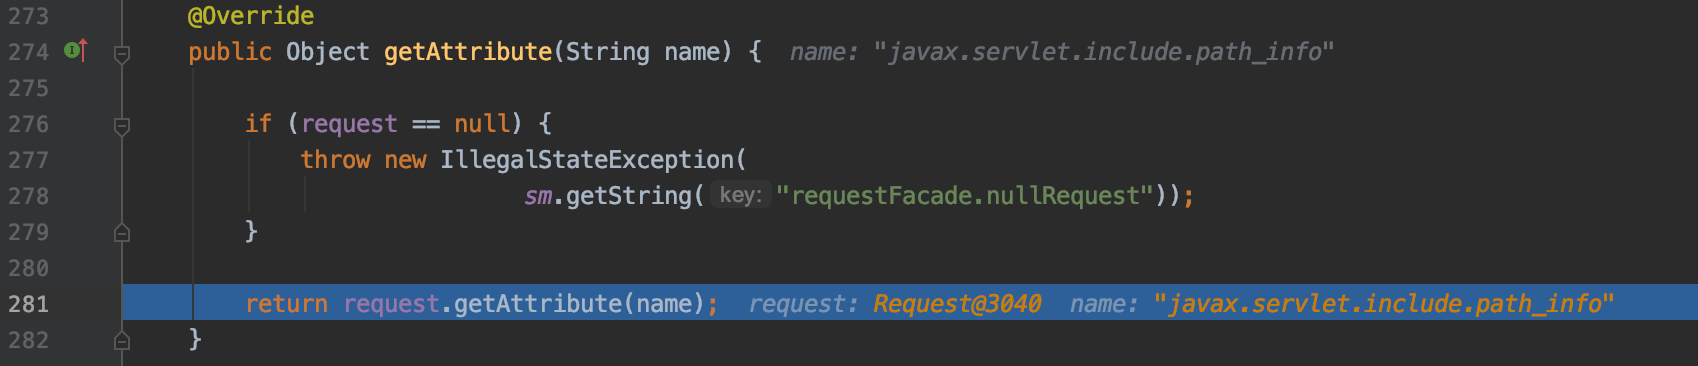 273 @Override
274 public Object getAttribute(String name) { name: "javax.servlet.include.path_info"
275
276 if (request == null) {
277 throw new IllegalStateException(
278 sm.getString( key: "requestFacade.nullRequest"));
279 }
280
281 return request.getAttribute(name); request: Request@3040 name: "javax.servlet.include.path_info"
282 }